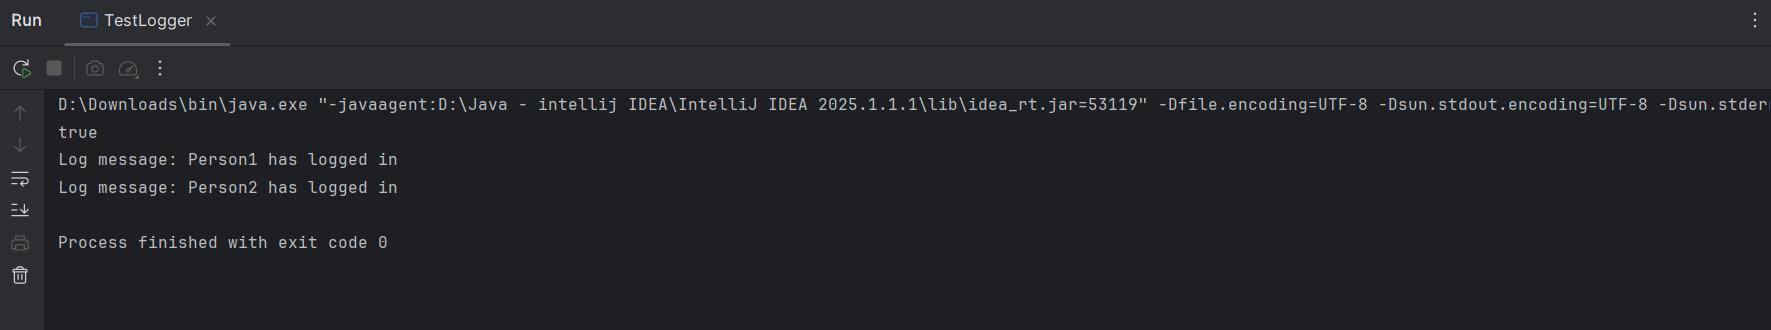 Run TestLogger
D:\Downloads\bin\java.exe "-javaagent:D:\Java - intellij IDEA\IntelliJ IDEA 2025.1.1.1\lib\idea_rt.jar=53119" -Dfile.encoding=UTF-8 -Dsun.stdout.encoding=UTF-8 -Dsun.stder
true
Log message: Person1 has logged in
Log message: Person2 has logged in
Process finished with exit code 0